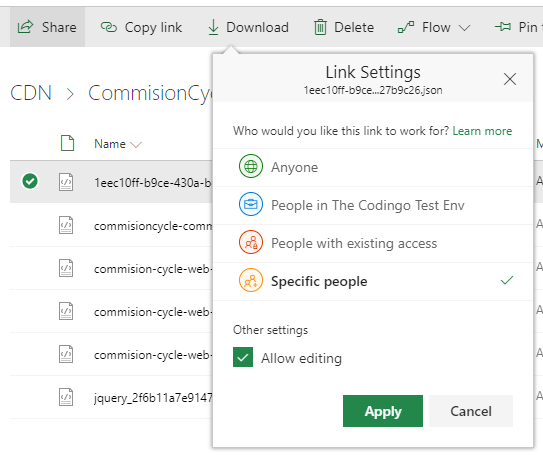 Share Copy link Download Delete Flow Pin
Link Settings
1eec10ff-b9ce...27b9c26.json
CDN > CommisionCyc
Who would you like this link to work for? Learn more
Name
Anyone
1eec10ff-b9ce-430a-b
People in The Codingo Test Env
commisioncycle-comm
People with existing access
commision-cycle-web-
Specific people
commision-cycle-web-
Other settings
commision-cycle-web-
Allow editing
jquery_2f6b11a7e9147
Apply Cancel